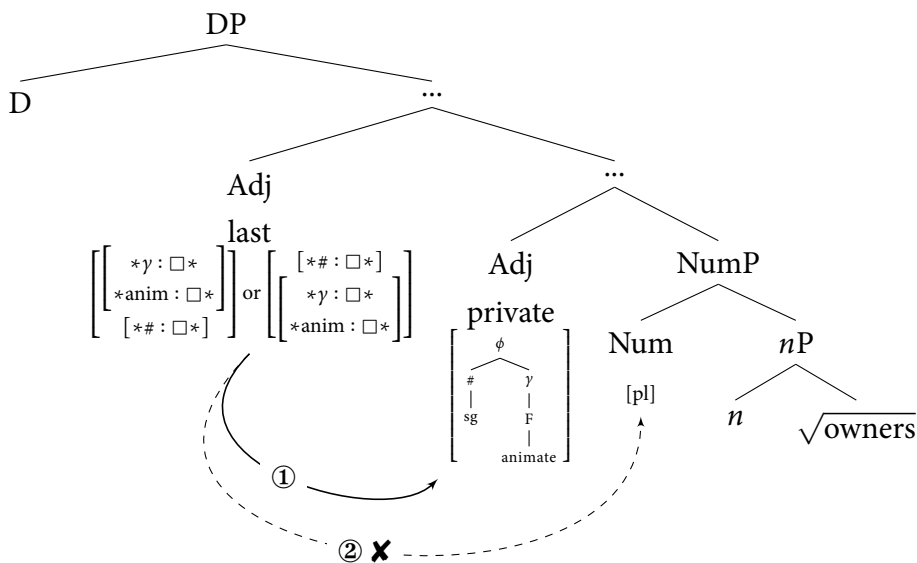 DP
D
...
Adj
...
last
[[∗γ : □∗ ∗anim : □∗] [∗# : □∗]] or [[∗# : □∗] [∗γ : □∗ ∗anim : □∗]]
Adj
NumP
private
ϕ
# γ
sg F
animate
Num
nP
[pl]
n
√owners
①
② ✘